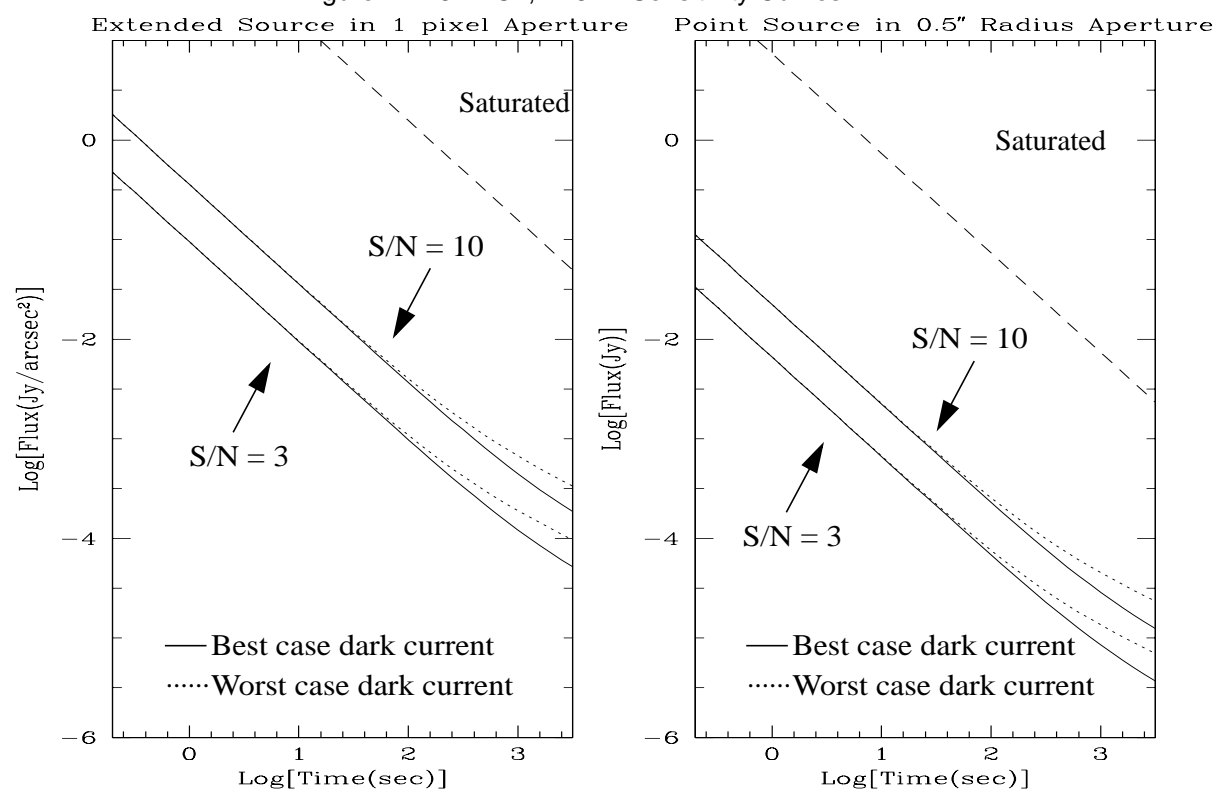 Extended Source in 1 pixel Aperture
Saturated
S/N = 10
S/N = 3
Best case dark current
Worst case dark current
0
−2
−4
−6
Log[Flux(Jy/arcsec²)]
0 1 2 3
Log[Time(sec)]
Point Source in 0.5″ Radius Aperture
Saturated
S/N = 10
S/N = 3
Best case dark current
Worst case dark current
0
−2
−4
−6
Log[Flux(Jy)]
0 1 2 3
Log[Time(sec)]